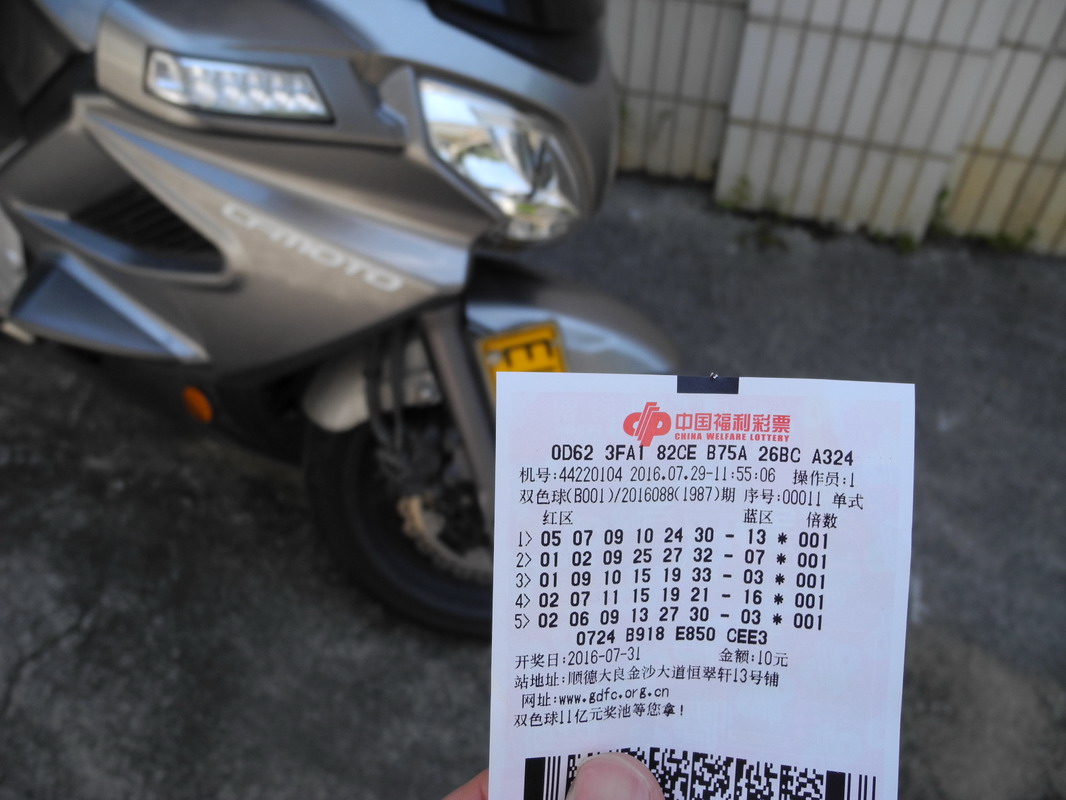 CFMOTO
中国福利彩票
CHINA WELFARE LOTTERY
0D62 3FA1 82CE B75A 26BC A324
机号:44220104 2016.07.29-11:55:06 操作员:1
双色球(B001)/2016088(1987)期 序号:00011 单式
红区 蓝区 倍数
1> 05 07 09 10 24 30 - 13 * 001
2> 01 02 09 25 27 32 - 07 * 001
3> 01 09 10 15 19 33 - 03 * 001
4> 02 07 11 15 19 21 - 16 * 001
5> 02 06 09 13 27 30 - 03 * 001
0724 B918 E850 CEE3
开奖日:2016-07-31 金额:10元
站地址:顺德大良金沙大道恒翠轩13号铺
网址:www.gdfc.org.cn
双色球11亿元奖池等您拿!